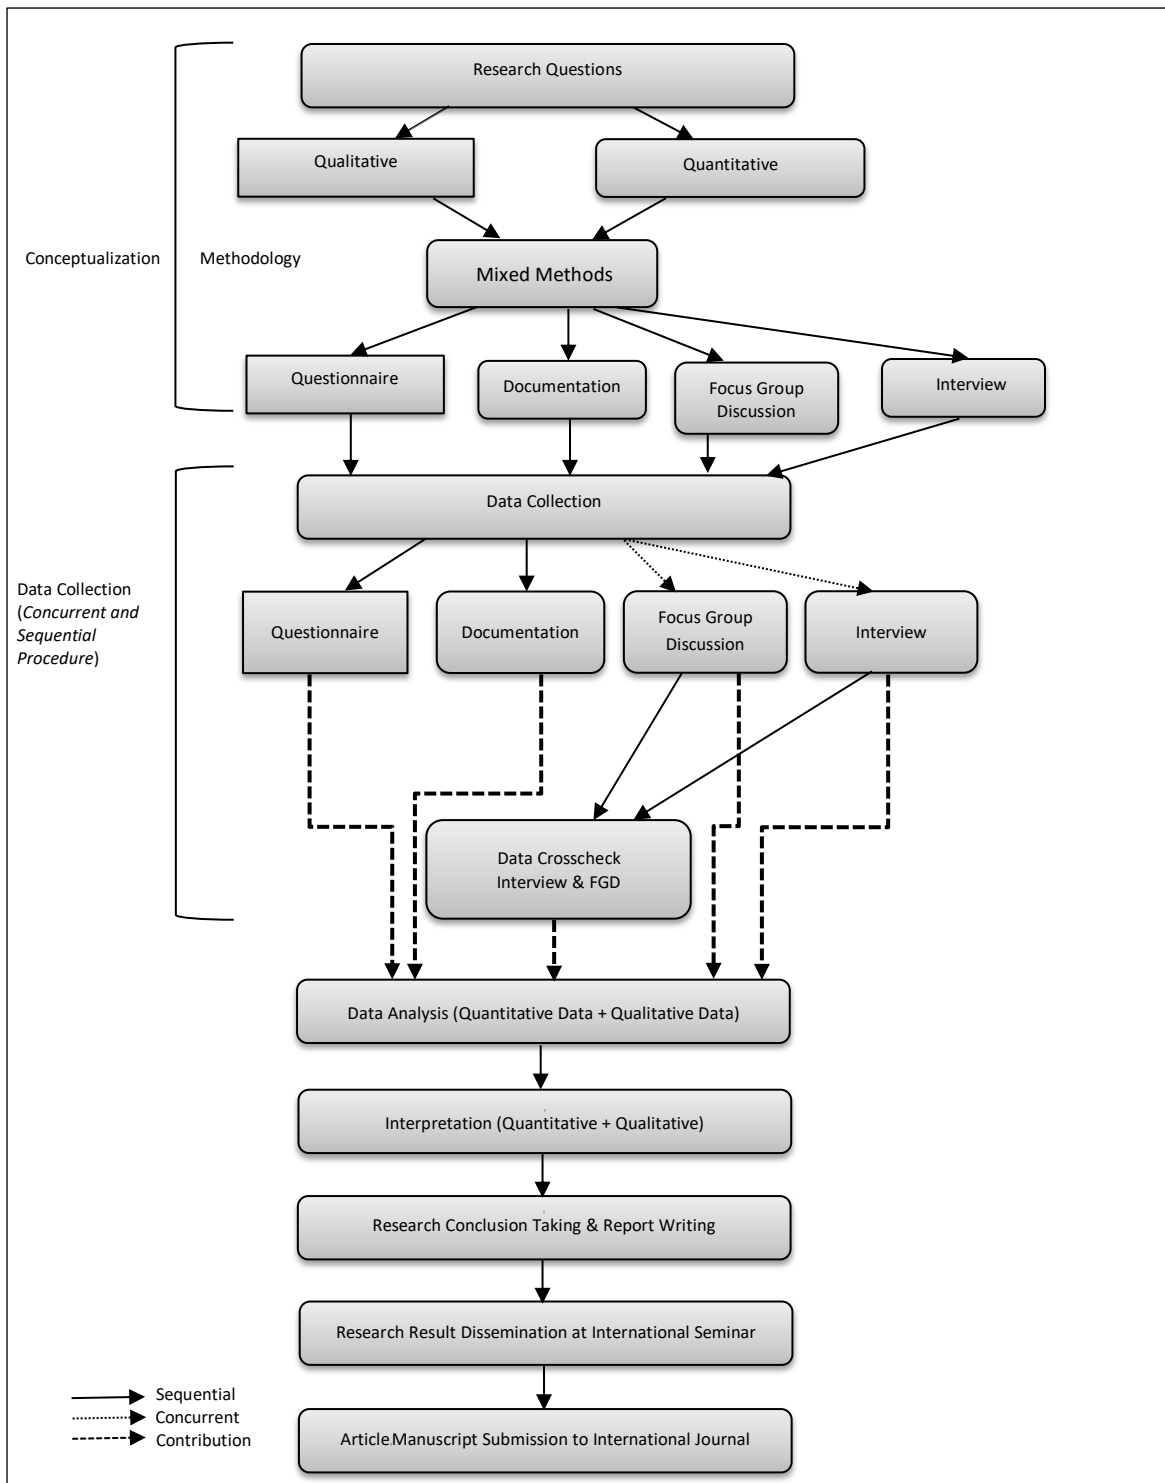 Research Questions
Qualitative
Quantitative
Conceptualization
Methodology
Mixed Methods
Questionnaire
Documentation
Focus Group
Discussion
Interview
Data Collection
Data Collection
(Concurrent and
Sequential
Procedure)
Questionnaire
Documentation
Focus Group
Discussion
Interview
Data Crosscheck
Interview & FGD
Data Analysis (Quantitative Data + Qualitative Data)
Interpretation (Quantitative + Qualitative)
Research Conclusion Taking & Report Writing
Research Result Dissemination at International Seminar
Sequential
Concurrent
Contribution
Article Manuscript Submission to International Journal